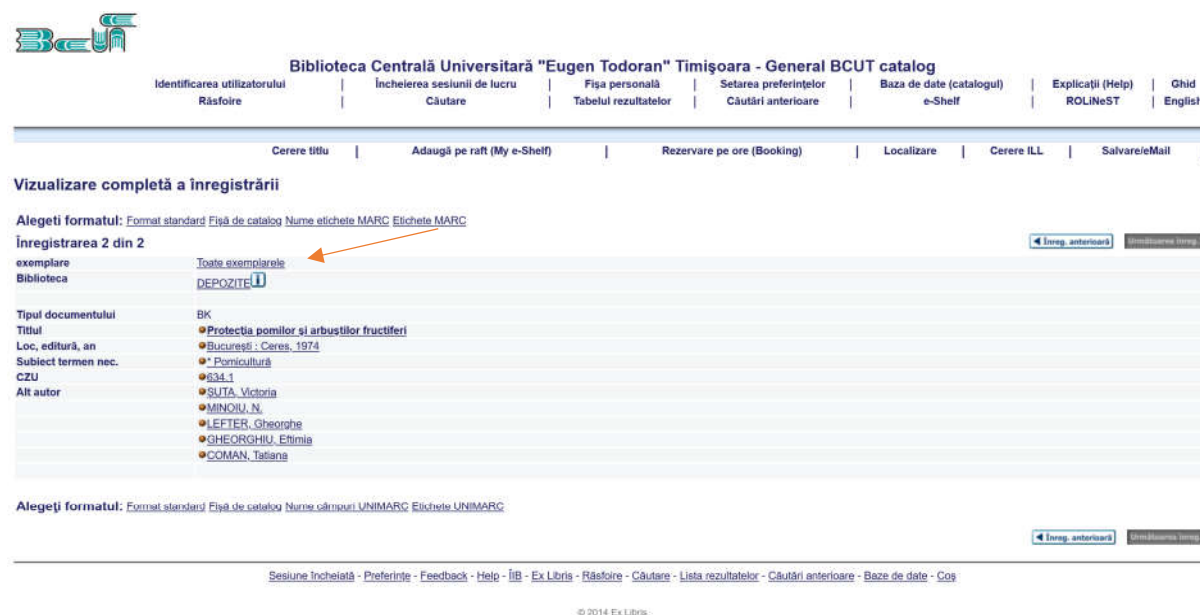 BcuT
Biblioteca Centrală Universitară "Eugen Todoran" Timişoara - General BCUT catalog
Identificarea utilizatorului | Încheierea sesiunii de lucru | Fişa personală | Setarea preferinţelor | Baza de date (catalogul) | Explicaţii (Help) | Ghid
Răsfoire | Căutare | Tabelul rezultatelor | Căutări anterioare | e-Shelf | ROLiNeST | English
Cerere titlu | Adaugă pe raft (My e-Shelf) | Rezervare pe ore (Booking) | Localizare | Cerere ILL | Salvare/eMail
Vizualizare completă a înregistrării
Alegeti formatul: Format standard Fişă de catalog Nume etichete MARC Etichete MARC
Înregistrarea 2 din 2
Înreg. anterioară Următoarea înreg.
exemplare Toate exemplarele
Biblioteca DEPOZITE
Tipul documentului BK
Titlul Protecţia pomilor şi arbuştilor fructiferi
Loc, editură, an Bucureşti : Ceres, 1974
Subiect termen nec. * Pomicultură
CZU 634.1
Alt autor SUTA, Victoria
MINOIU, N.
LEFTER, Gheorghe
GHEORGHIU, Eftimia
COMAN, Tatiana
Alegeţi formatul: Format standard Fişă de catalog Nume câmpuri UNIMARC Etichete UNIMARC
Înreg. anterioară Următoarea înreg.
Sesiune încheiată - Preferinţe - Feedback - Help - ÎIB - Ex Libris - Răsfoire - Căutare - Lista rezultatelor - Căutări anterioare - Baze de date - Coş
© 2014 Ex Libris